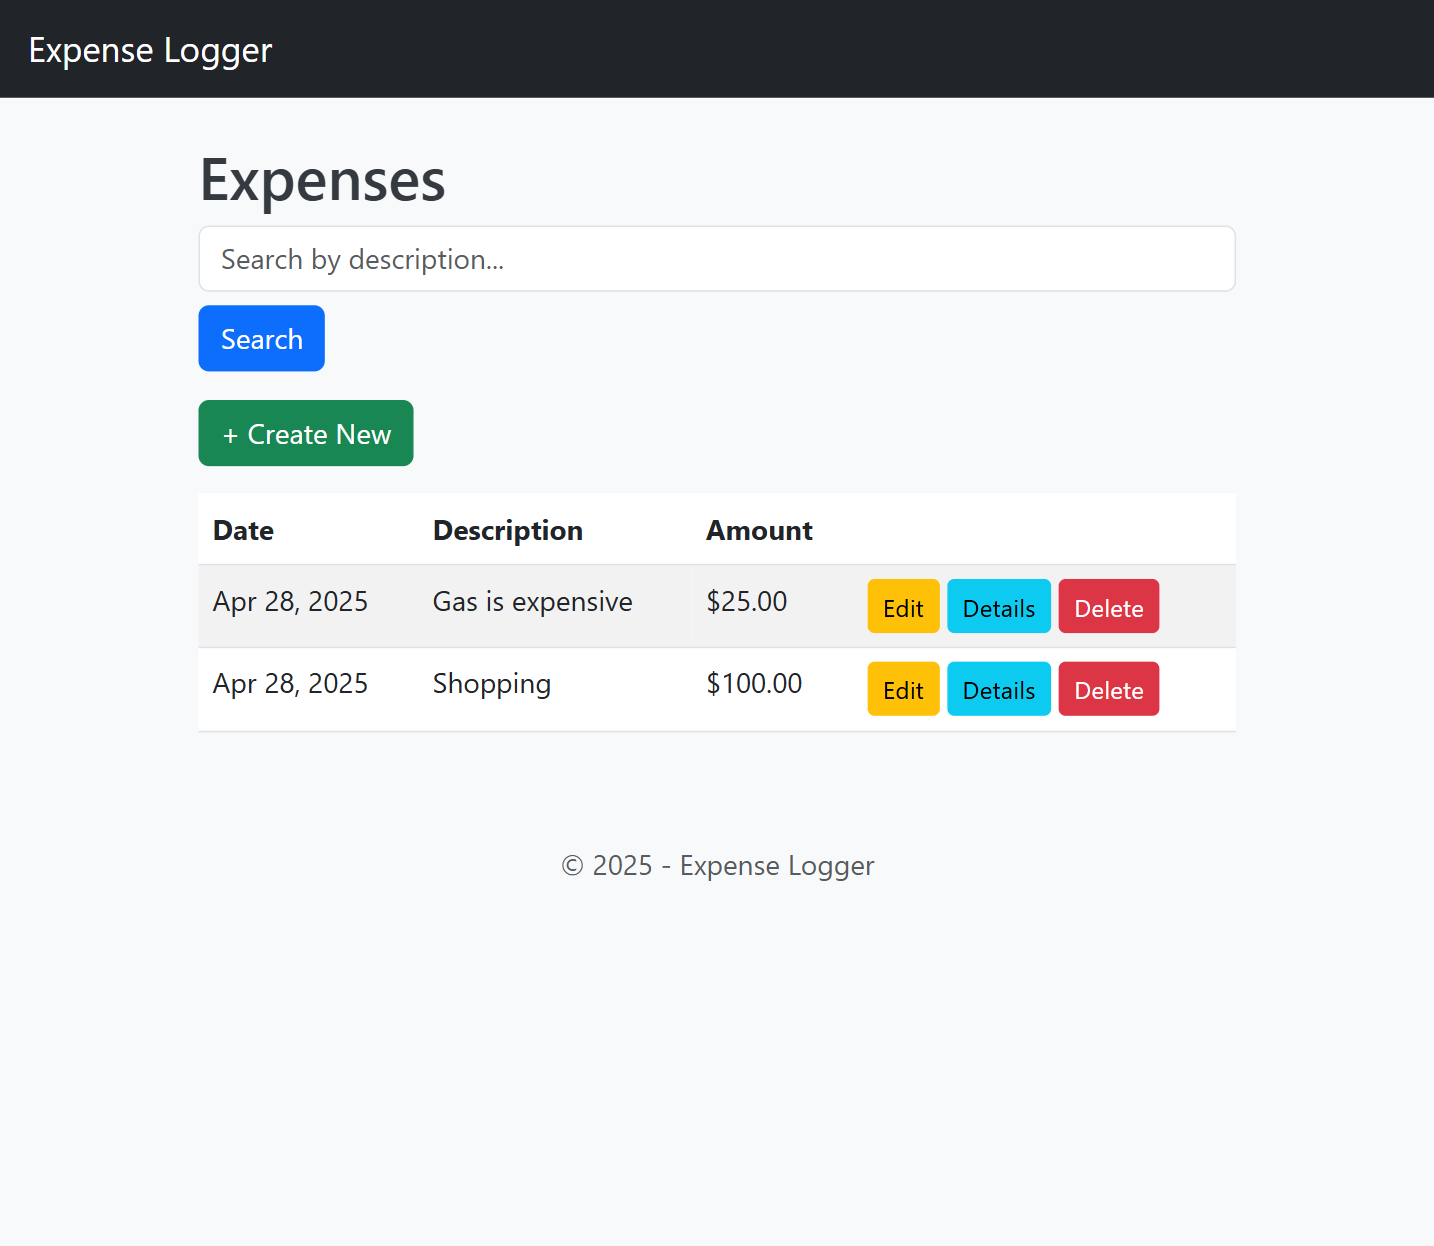 Expense Logger
Expenses
Search by description...
Search
+ Create New
Date Description Amount
Apr 28, 2025 Gas is expensive $25.00 Edit Details Delete
Apr 28, 2025 Shopping $100.00 Edit Details Delete
© 2025 - Expense Logger